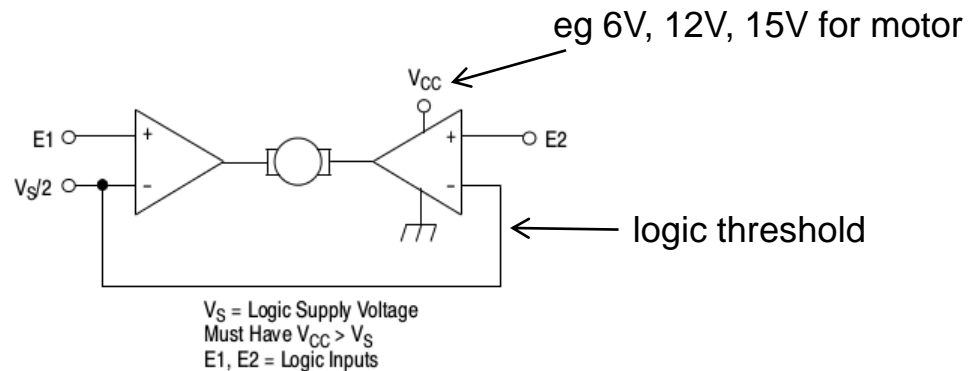 eg 6V, 12V, 15V for motor
VCC
E1
+
+
E2
VS/2
-
-
logic threshold
VS = Logic Supply Voltage
Must Have VCC > VS
E1, E2 = Logic Inputs